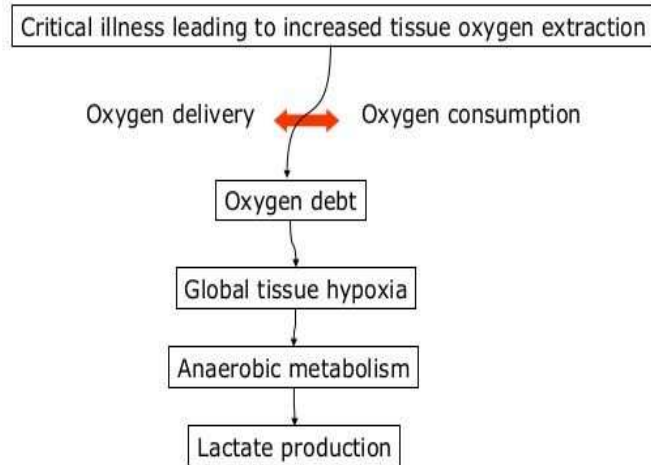 Critical illness leading to increased tissue oxygen extraction
Oxygen delivery
Oxygen consumption
Oxygen debt
Global tissue hypoxia
Anaerobic metabolism
Lactate production